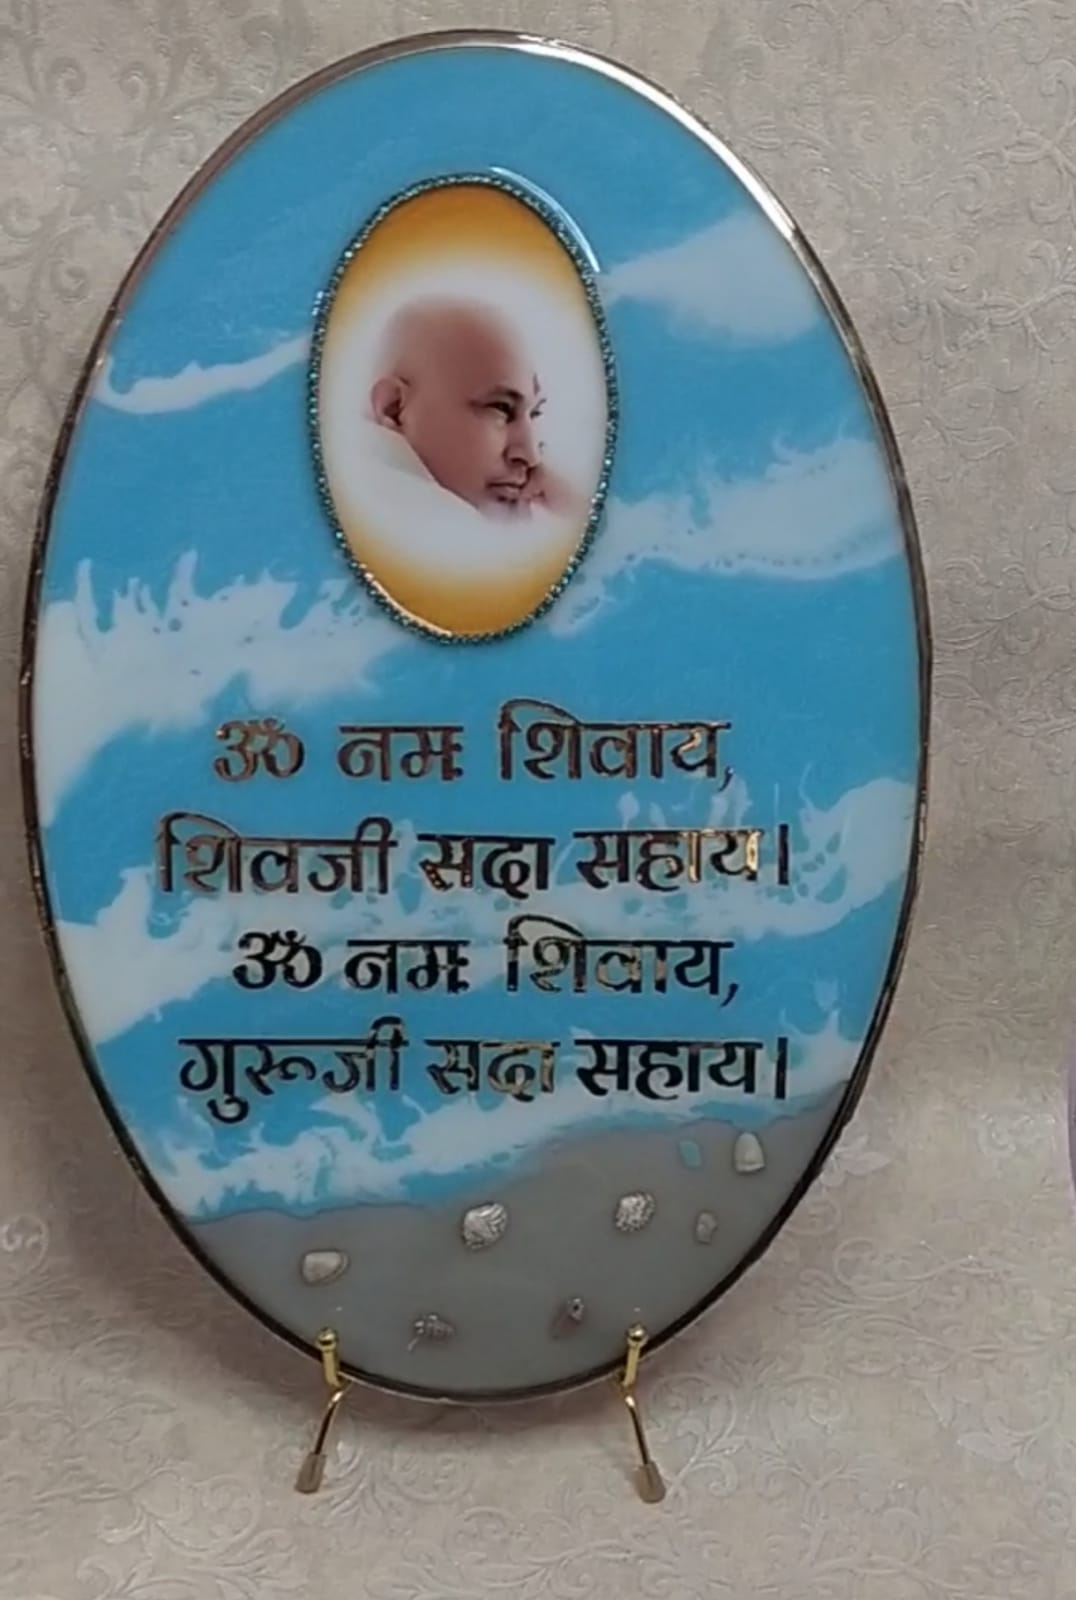 ॐ नमः शिवाय,
शिवजी सदा सहाय।
ॐ नमः शिवाय,
गुरूजी सदा सहाय।